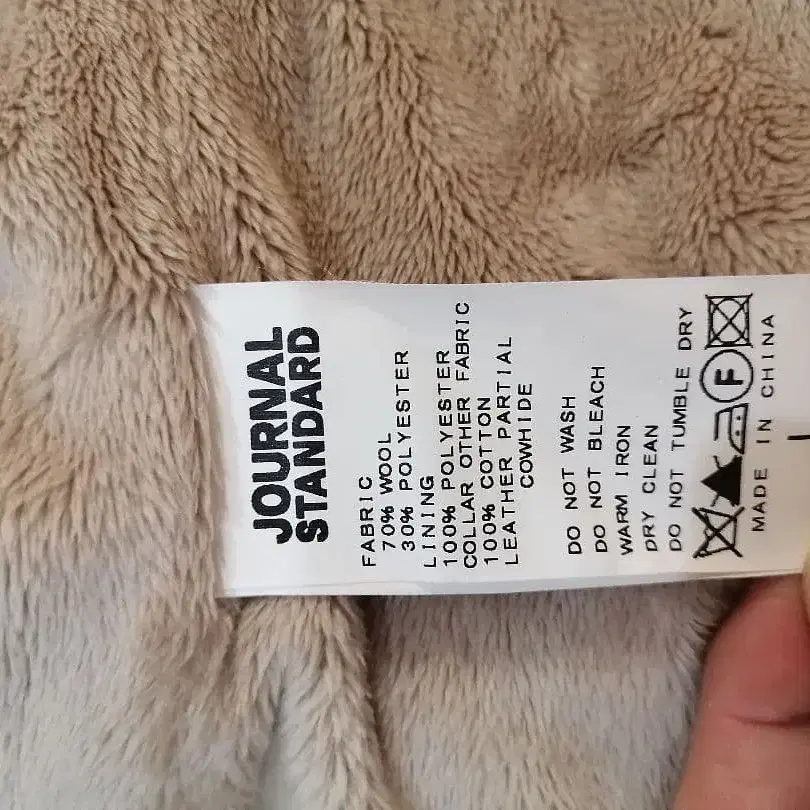 JOURNAL
STANDARD
FABRIC
70% WOOL
30% POLYESTER
LINING
100% POLYESTER
COLLAR OTHER FABRIC
100% COTTON
LEATHER PARTIAL
COWHIDE
DO NOT WASH
DO NOT BLEACH
WARM IRON
DRY CLEAN
DO NOT TUMBLE DRY
F
MADE IN CHINA